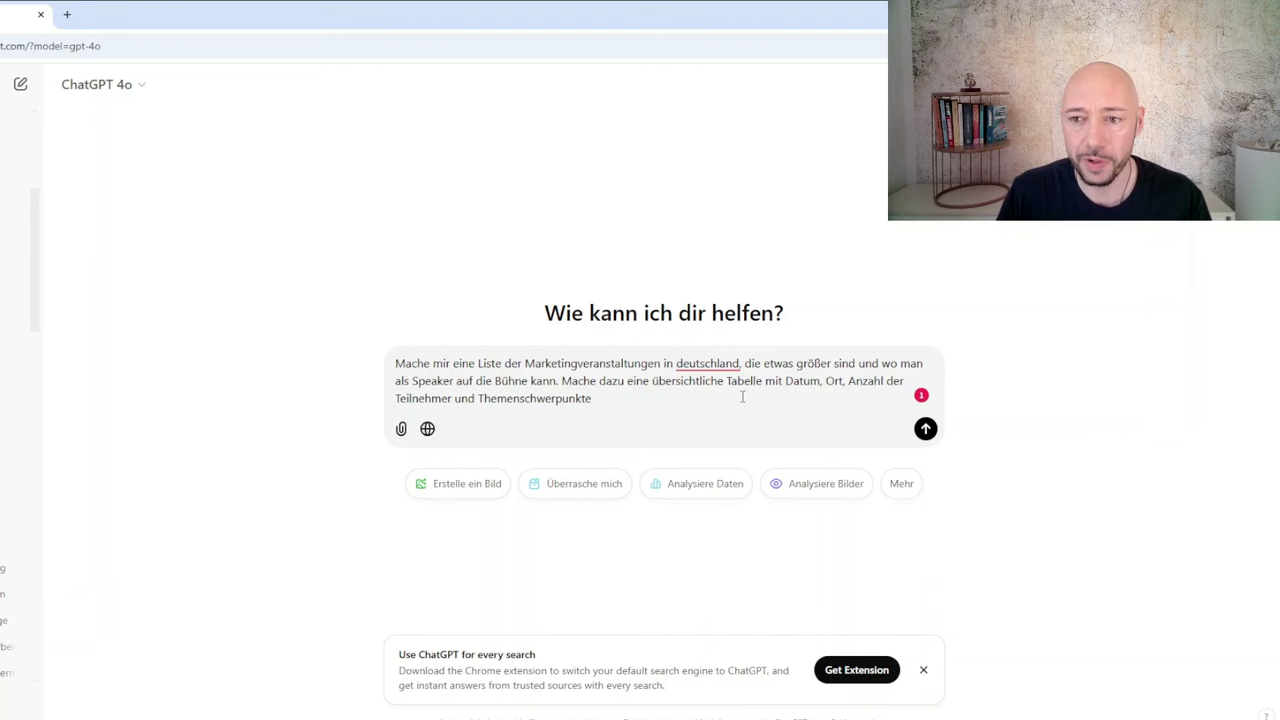 t.com/?model=gpt-4o
ChatGPT 4o
Wie kann ich dir helfen?
Mache mir eine Liste der Marketingveranstaltungen in deutschland, die etwas größer sind und wo man
als Speaker auf die Bühne kann. Mache dazu eine übersichtliche Tabelle mit Datum, Ort, Anzahl der
Teilnehmer und Themenschwerpunkte
1
Erstelle ein Bild
Überrasche mich
Analysiere Daten
Analysiere Bilder
Mehr
n
ge
arbei
ern
Use ChatGPT for every search
Download the Chrome extension to switch your default search engine to ChatGPT, and
get instant answers from trusted sources with every search.
Get Extension
?